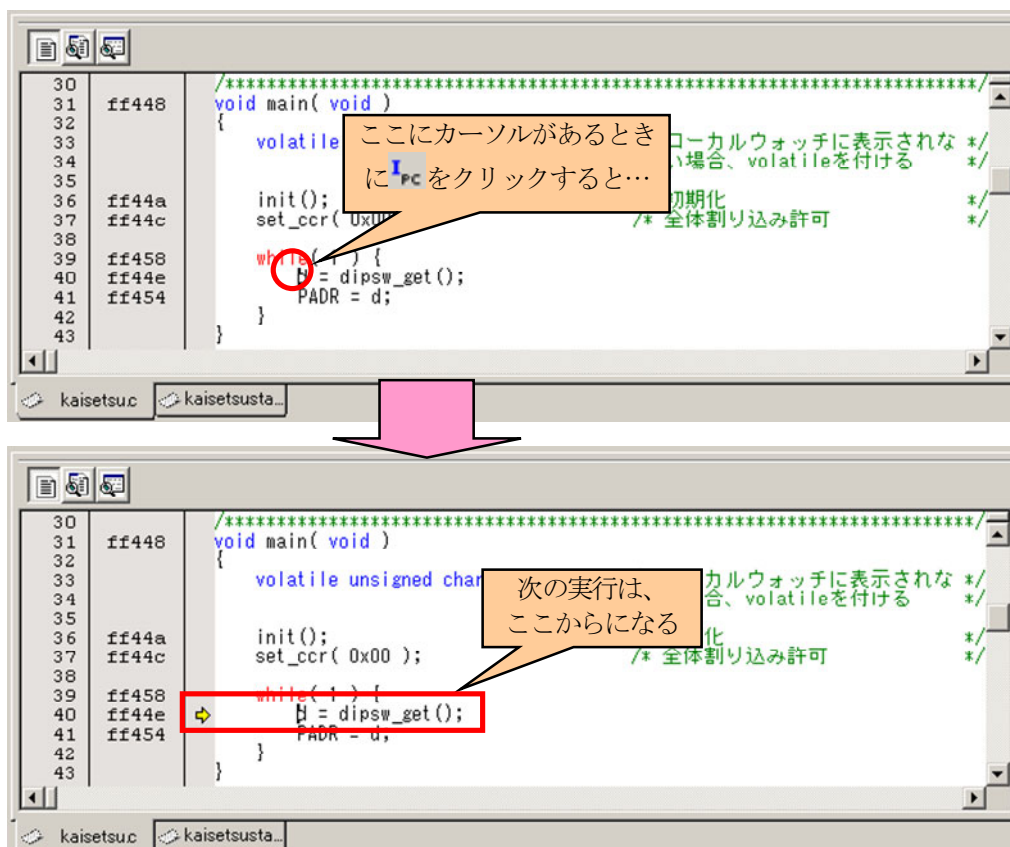 30 /*************************************************************************/
31 ff448 void main( void )
32 {
33 volatile ローカルウォッチに表示されな */
34 い場合、volatileを付ける */
35
36 ff44a init(); 初期化 */
37 ff44c set_ccr( 0x00 /* 全体割り込み許可 */
38
39 ff458 while( 1 ) {
40 ff44e d = dipsw_get();
41 ff454 PADR = d;
42 }
43 }
ここにカーソルがあるとき
に IPC をクリックすると…
kaisetsu.c kaisetsusta...
30 /*************************************************************************/
31 ff448 void main( void )
32 {
33 volatile unsigned char カルウォッチに表示されな */
34 合、volatileを付ける */
35
36 ff44a init(); 化 */
37 ff44c set_ccr( 0x00 ); /* 全体割り込み許可 */
38
39 ff458 while( 1 ) {
40 ff44e d = dipsw_get();
41 ff454 PADR = d;
42 }
43 }
次の実行は、
ここからになる
kaisetsu.c kaisetsusta...